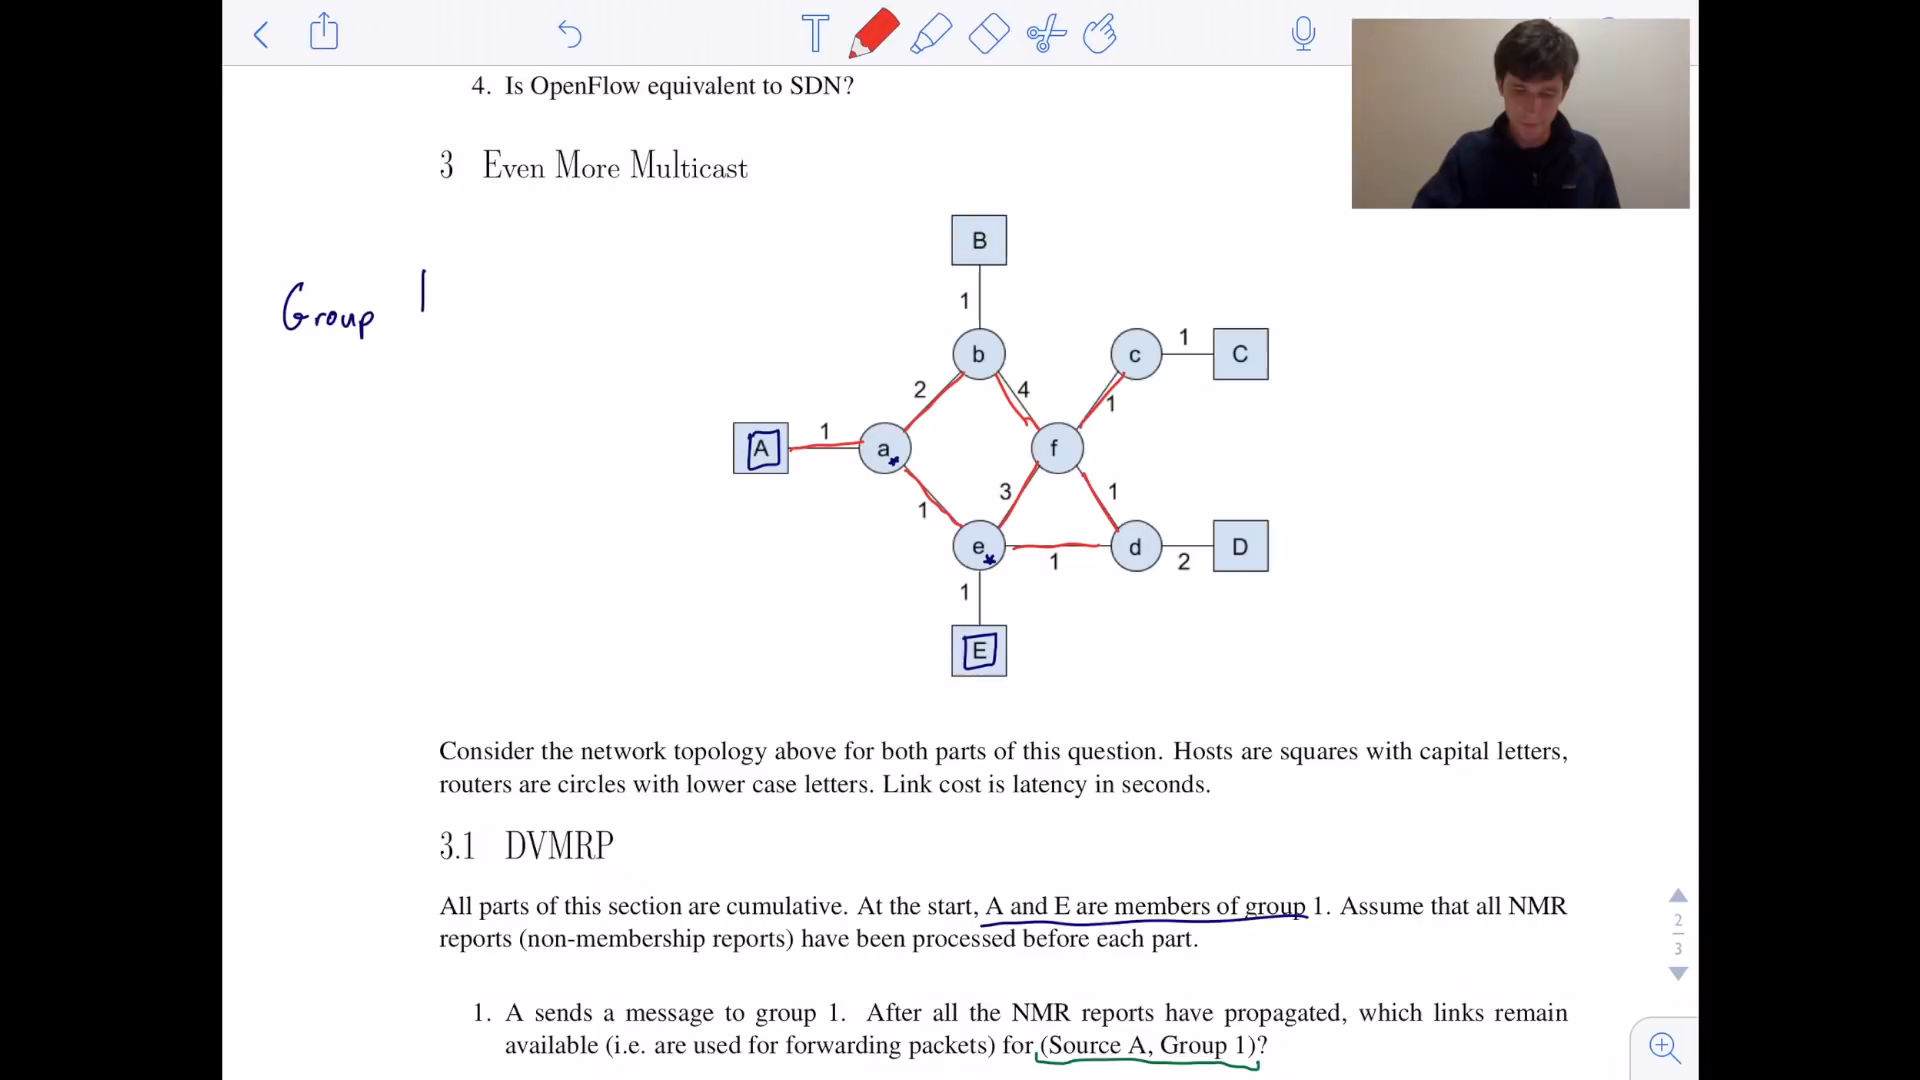 4. Is OpenFlow equivalent to SDN?
3 Even More Multicast
Group 1
B
1
b
c
1
C
2
4
1
A
1
a
f
1
3
1
e
1
d
2
D
1
E
Consider the network topology above for both parts of this question. Hosts are squares with capital letters,
routers are circles with lower case letters. Link cost is latency in seconds.
3.1 DVMRP
All parts of this section are cumulative. At the start, A and E are members of group 1. Assume that all NMR
reports (non-membership reports) have been processed before each part.
1. A sends a message to group 1. After all the NMR reports have propagated, which links remain
available (i.e. are used for forwarding packets) for (Source A, Group 1)?
2
3